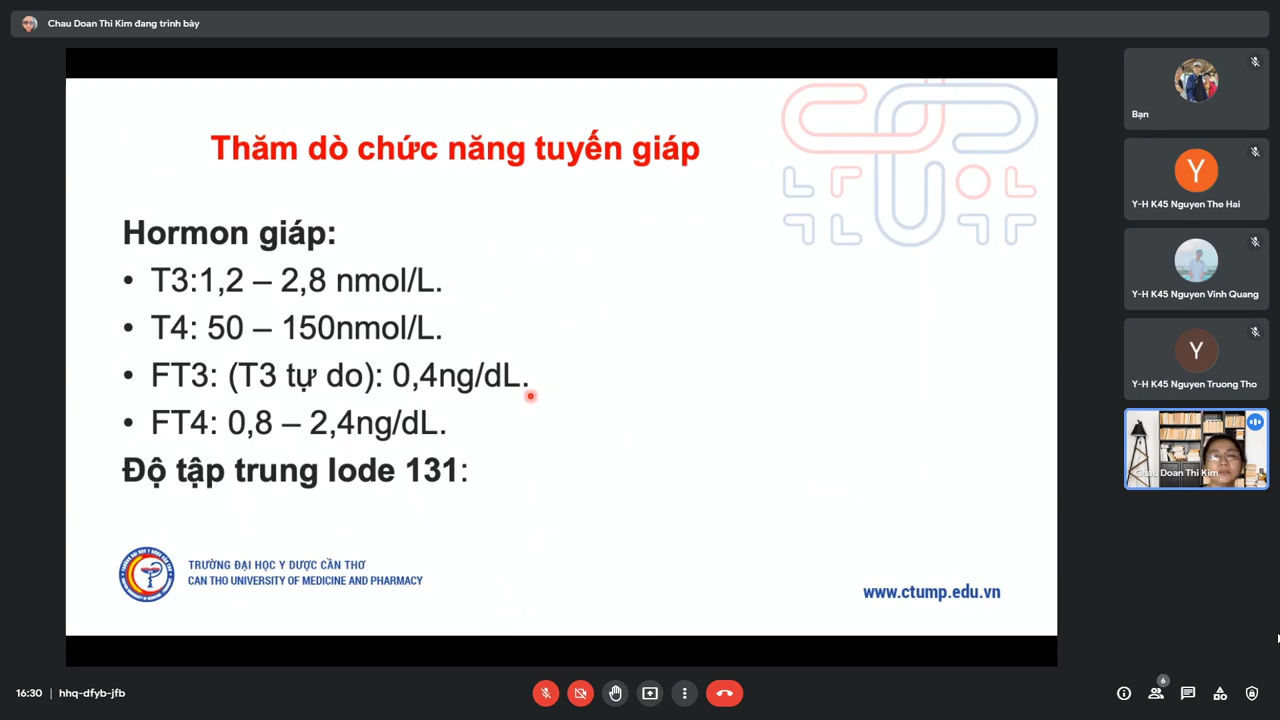 Chau Doan Thi Kim đang trình bày
Thăm dò chức năng tuyến giáp
Hormon giáp:
• T3:1,2 – 2,8 nmol/L.
• T4: 50 – 150nmol/L.
• FT3: (T3 tự do): 0,4ng/dL.
• FT4: 0,8 – 2,4ng/dL.
Độ tập trung Iode 131:
TRƯỜNG ĐẠI HỌC Y DƯỢC CẦN THƠ
CAN THO UNIVERSITY OF MEDICINE AND PHARMACY
www.ctump.edu.vn
Bạn
Y
Y-H K45 Nguyen The Hai
Y-H K45 Nguyen Vinh Quang
Y
Y-H K45 Nguyen Truong Tho
Chau Doan Thi Kim
16:30 | hhq-dfyb-jfb
6